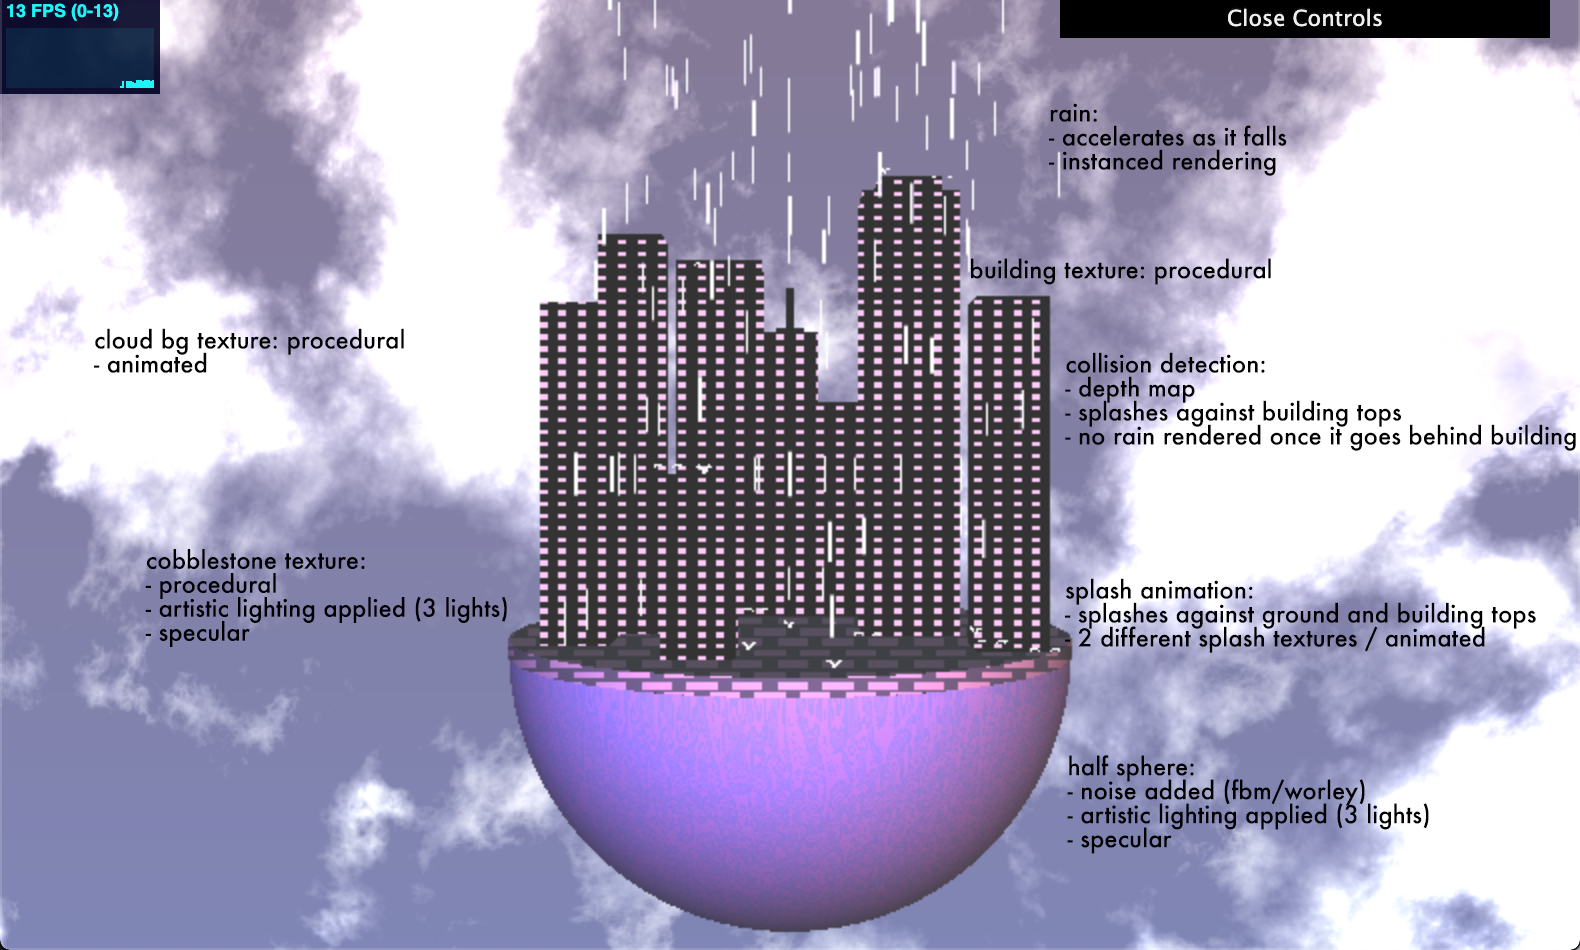 13 FPS (0-13)
Close Controls
rain:
- accelerates as it falls
- instanced rendering
building texture: procedural
cloud bg texture: procedural
- animated
collision detection:
- depth map
- splashes against building tops
- no rain rendered once it goes behind building
cobblestone texture:
- procedural
- artistic lighting applied (3 lights)
- specular
splash animation:
- splashes against ground and building tops
- 2 different splash textures / animated
half sphere:
- noise added (fbm/worley)
- artistic lighting applied (3 lights)
- specular